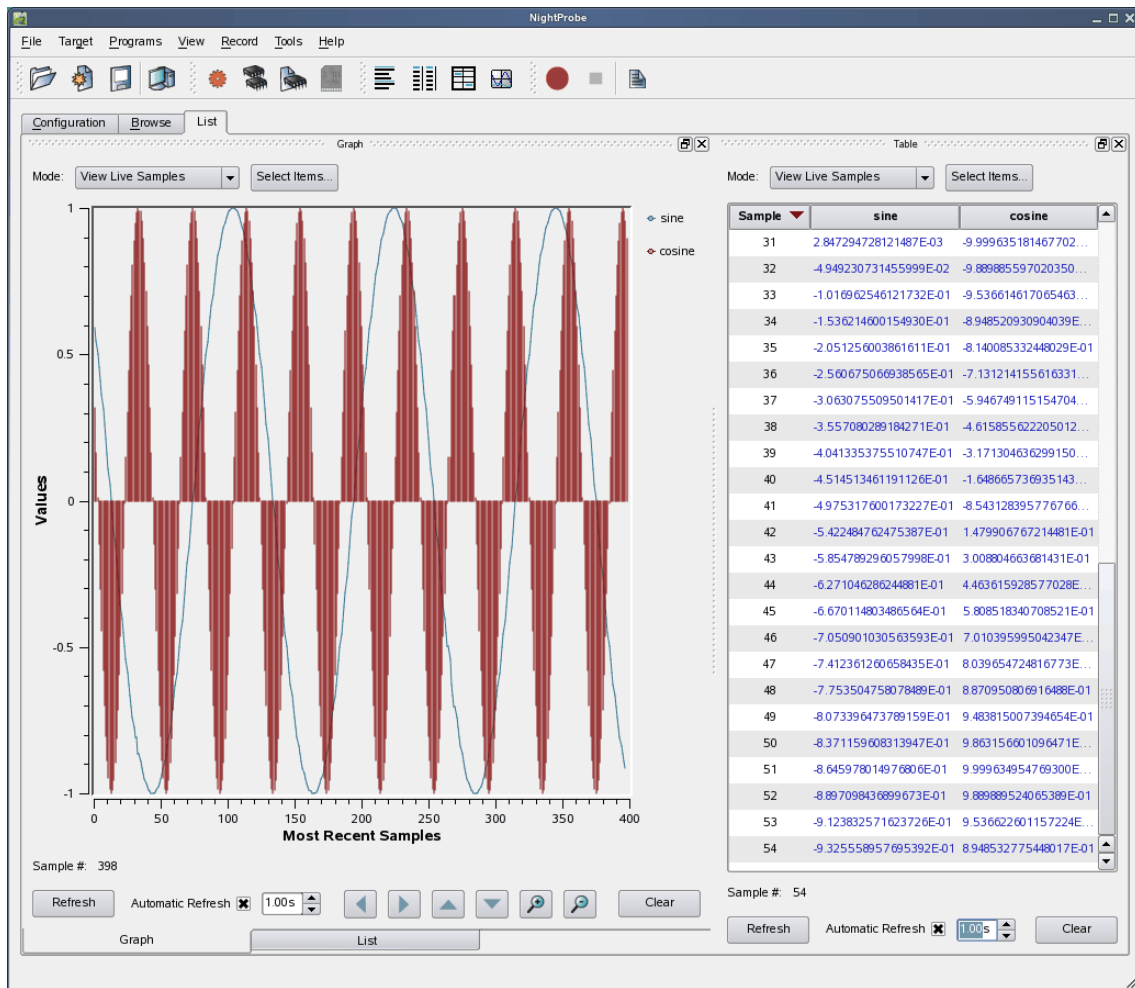 NightProbe
File Target Programs View Record Tools Help
Configuration Browse List
Graph
Mode: View Live Samples Select Items...
1
0.5
0
-0.5
-1
Values
0 50 100 150 200 250 300 350 400
Most Recent Samples
sine
cosine
Sample #: 398
Refresh Automatic Refresh 1.00s Clear
Graph List
Table
Mode: View Live Samples Select Items...
Sample sine cosine
31 2.847294728121487E-03 -9.999635181467702...
32 -4.949230731455999E-02 -9.889885597020350...
33 -1.016962546121732E-01 -9.536614617065463...
34 -1.536214600154930E-01 -8.948520930904039E...
35 -2.051256003861611E-01 -8.140085332448029E-01
36 -2.560675066938565E-01 -7.131214155616331...
37 -3.063075509501417E-01 -5.946749115154704...
38 -3.557080289184271E-01 -4.615855622205012...
39 -4.041335375510747E-01 -3.171304636299150...
40 -4.514513461191126E-01 -1.648665736935143...
41 -4.975317600173227E-01 -8.543128395776766...
42 -5.422484762475387E-01 1.479906767214481E-01
43 -5.854789296057998E-01 3.008804663681431E-01
44 -6.271046286244881E-01 4.463615928577028E...
45 -6.670114803486564E-01 5.808518340708521E-01
46 -7.050901030563593E-01 7.010395995042347E...
47 -7.412361260658435E-01 8.039654724816773E...
48 -7.753504758078489E-01 8.870950806916488E...
49 -8.073396473789159E-01 9.483815007394654E-01
50 -8.371159608313947E-01 9.863156601096471E...
51 -8.645978014976806E-01 9.999634954769300E...
52 -8.897098436899673E-01 9.889889524065389E-01
53 -9.123832571623726E-01 9.536622601157224E...
54 -9.325558957695392E-01 8.948532775448017E-01
Sample #: 54
Refresh Automatic Refresh 1.00s Clear